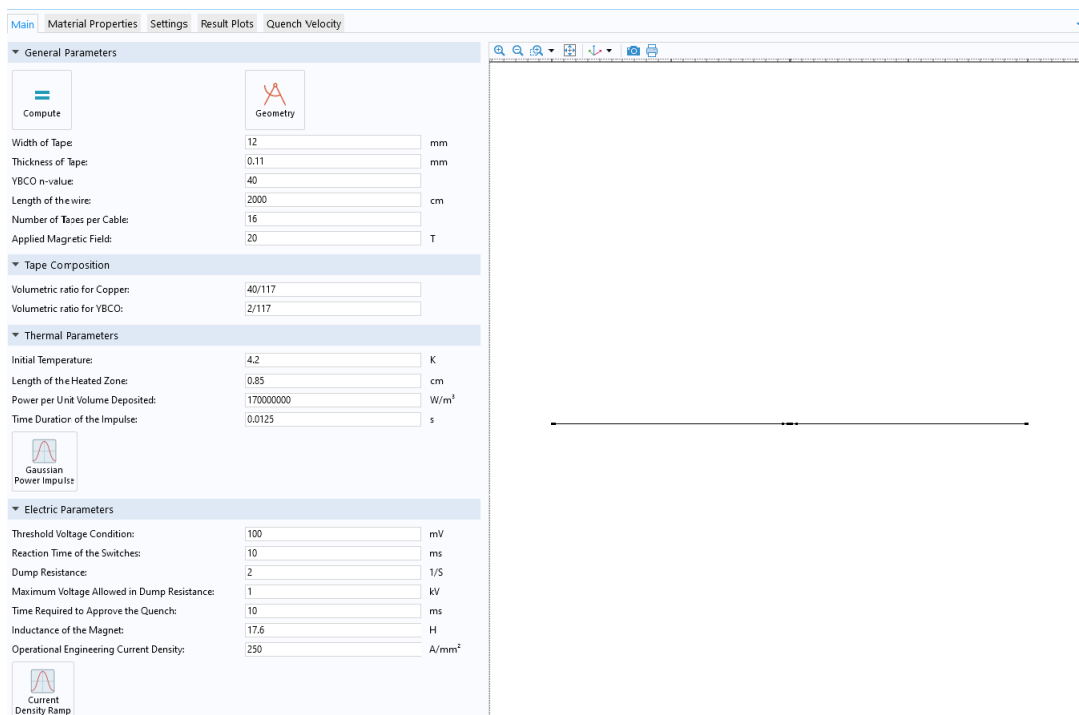 Main Material Properties Settings Result Plots Quench Velocity
General Parameters
Compute Geometry
Width of Tape: 12 mm
Thickness of Tape: 0.11 mm
YBCO n-value: 40
Length of the wire: 2000 cm
Number of Tapes per Cable: 16
Applied Magnetic Field: 20 T
Tape Composition
Volumetric ratio for Copper: 40/117
Volumetric ratio for YBCO: 2/117
Thermal Parameters
Initial Temperature: 4.2 K
Length of the Heated Zone: 0.85 cm
Power per Unit Volume Deposited: 170000000 W/m³
Time Duration of the Impulse: 0.0125 s
Gaussian
Power Impulse
Electric Parameters
Threshold Voltage Condition: 100 mV
Reaction Time of the Switches: 10 ms
Dump Resistance: 2 1/S
Maximum Voltage Allowed in Dump Resistance: 1 kV
Time Required to Approve the Quench: 10 ms
Inductance of the Magnet: 17.6 H
Operational Engineering Current Density: 250 A/mm²
Current
Density Ramp